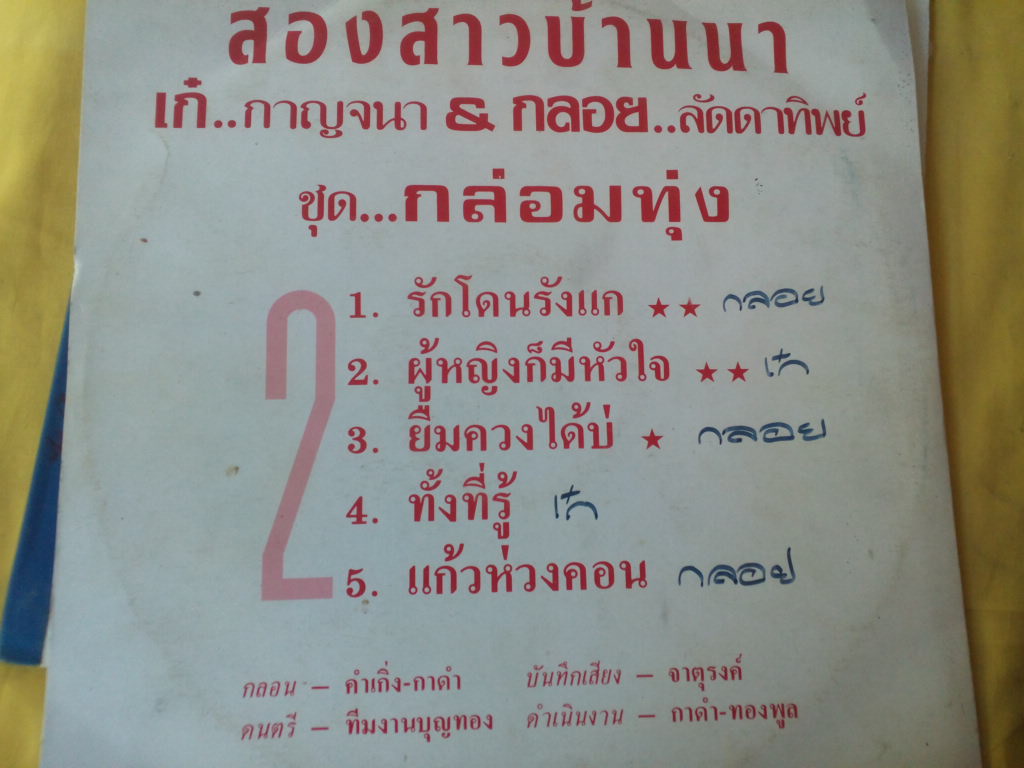 สองสาวบ้านนา
เก๋..กาญจนา & กลอย..ลัดดาทิพย์
ชุด...กล่อมทุ่ง
2
1. รักโดนรังแก ★★ กลอย
2. ผู้หญิงก็มีหัวใจ ★★ เก๋
3. ยืมควงได้บ่ ★ กลอย
4. ทั้งที่รู้ เก๋
5. แก้วห่วงคอน กลอย
กลอน – คำเกิ่ง-กาดำ บันทึกเสียง – จาตุรงค์
ดนตรี – ทีมงานบุญทอง ดำเนินงาน – กาดำ-ทองพูล